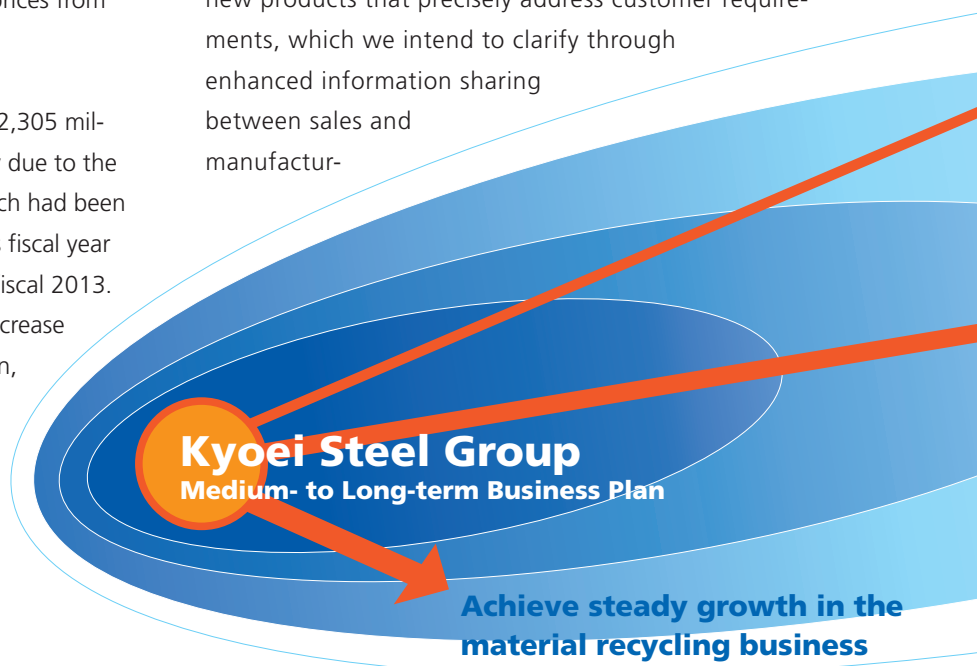 prices from
2,305 mil-
due to the
ch had been
fiscal year
iscal 2013.
crease
n,
new products that precisely address customer require-
ments, which we intend to clarify through
enhanced information sharing
between sales and
manufactur-
Kyoei Steel Group
Medium- to Long-term Business Plan
Achieve steady growth in the
material recycling business